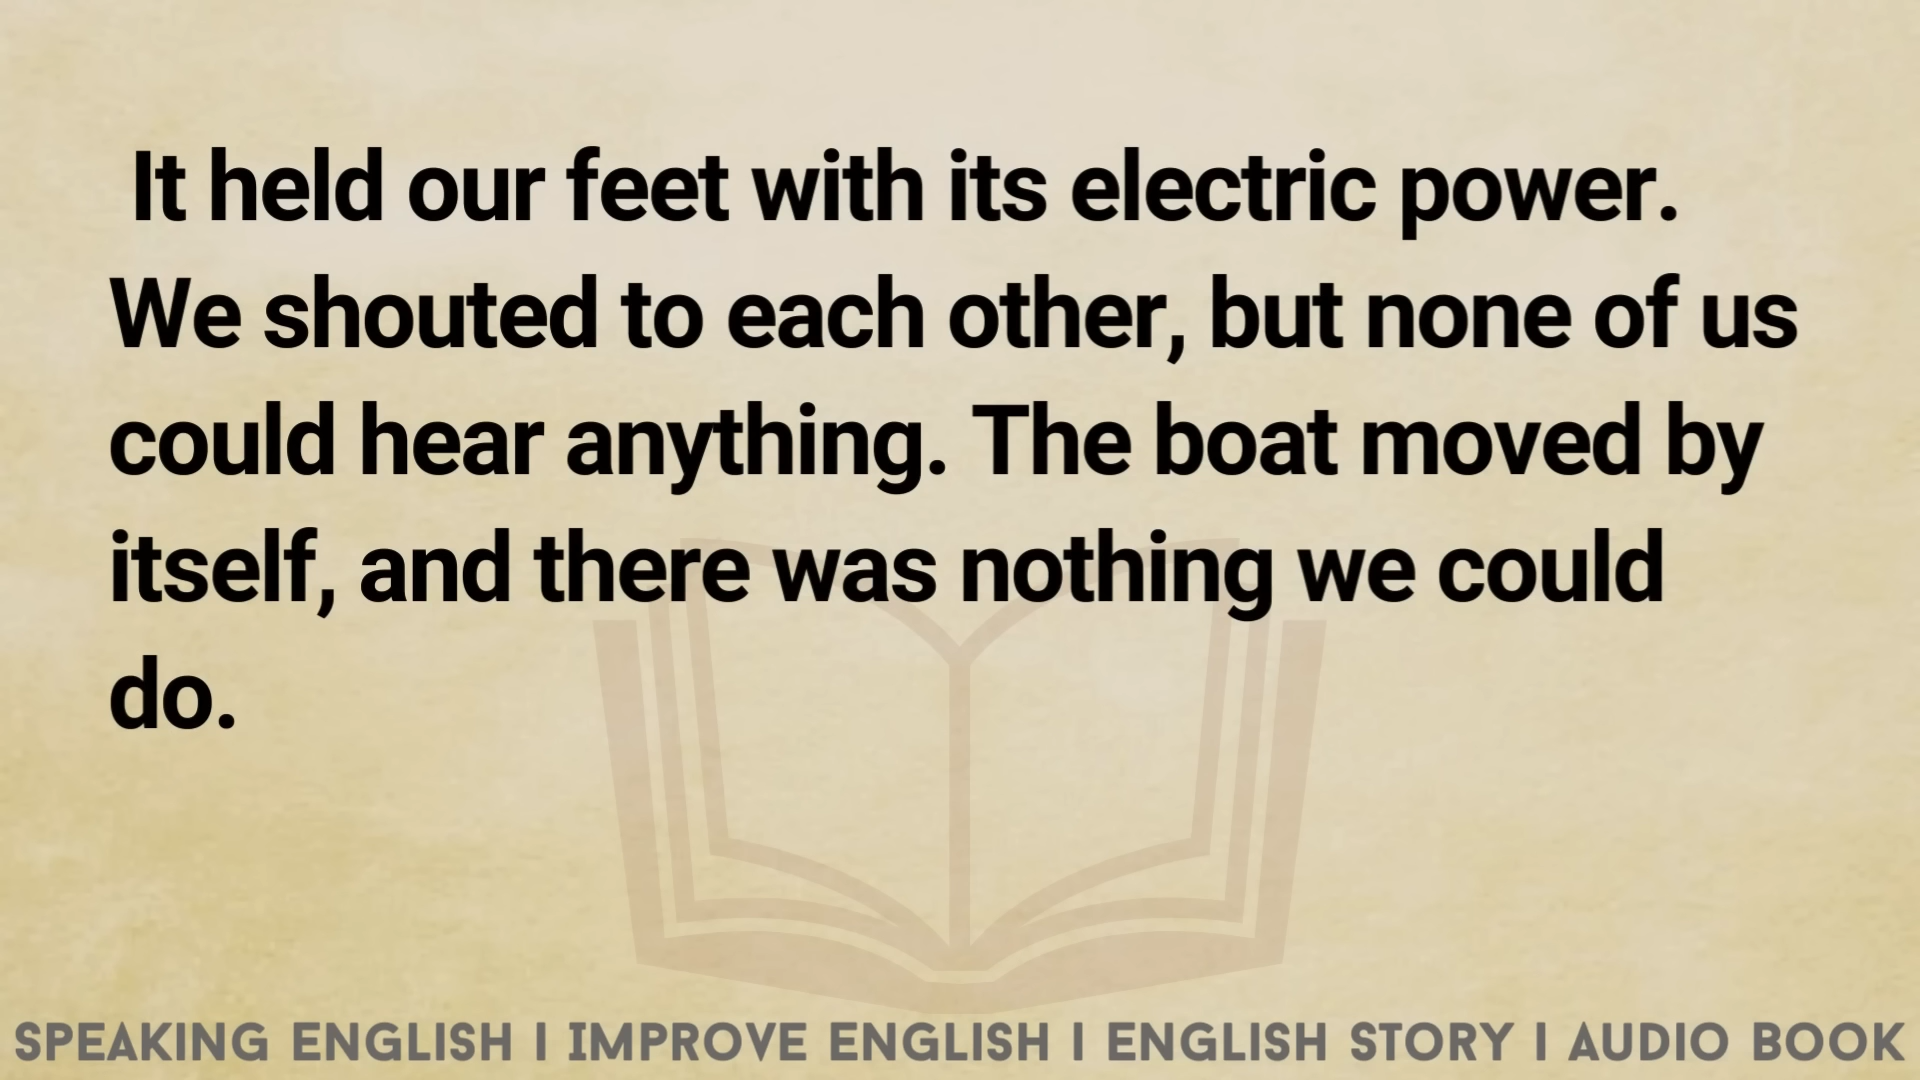 It held our feet with its electric power.
We shouted to each other, but none of us
could hear anything. The boat moved by
itself, and there was nothing we could
do.
SPEAKING ENGLISH I IMPROVE ENGLISH I ENGLISH STORY I AUDIO BOOK